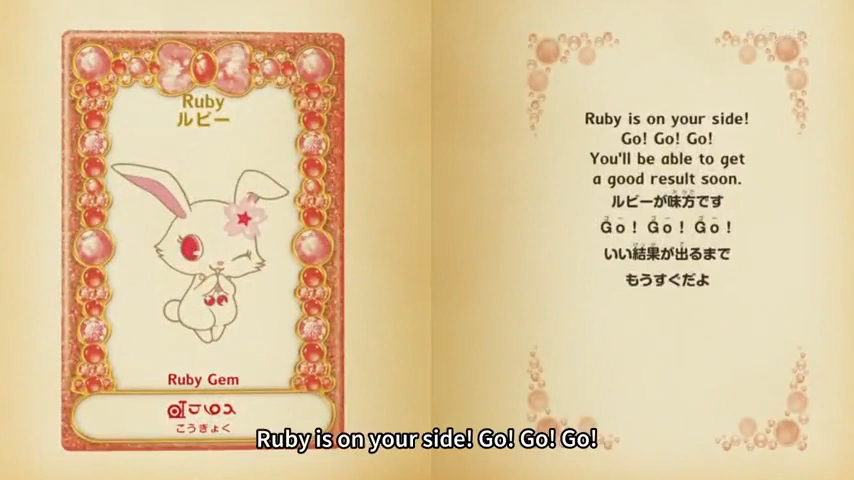 Ruby
ルビー
Ruby Gem
こうぎょく
Ruby is on your side!
Go! Go! Go!
You'll be able to get
a good result soon.
ルビーが味方です
Go! Go! Go!
いい結果が出るまで
もうすぐだよ
Ruby is on your side! Go! Go! Go!